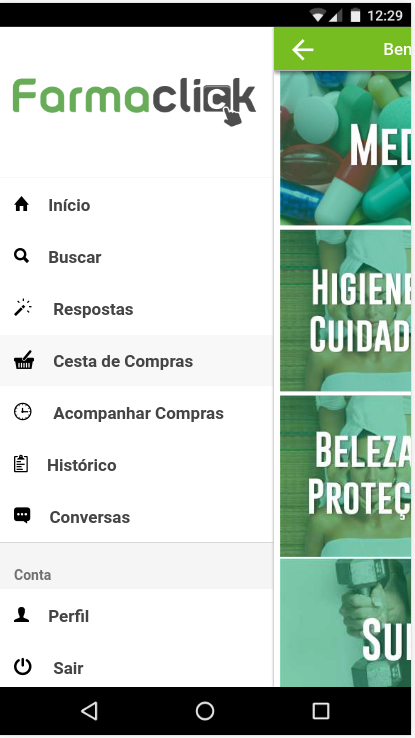 12:29
Farmaclick
Início
Buscar
Respostas
Cesta de Compras
Acompanhar Compras
Histórico
Conversas
Conta
Perfil
Sair
Ben
MED
HIGIENE
CUIDAD
BELEZA
PROTEÇ
SUI